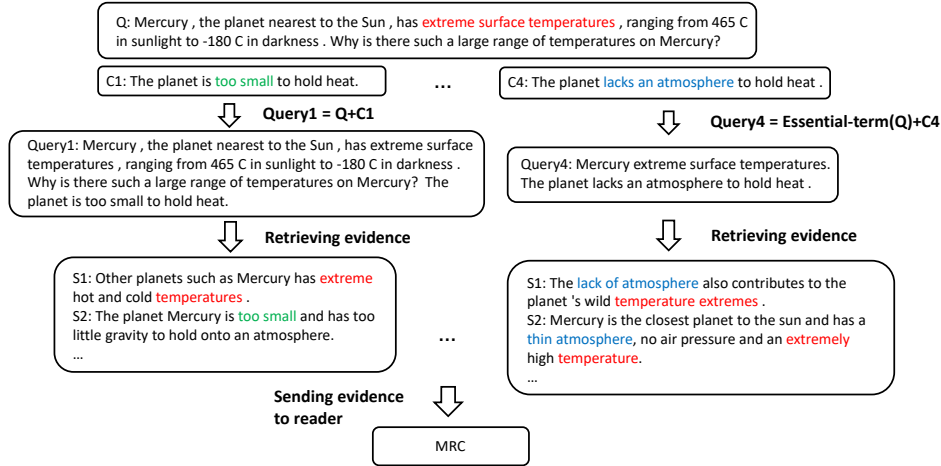 Q: Mercury , the planet nearest to the Sun , has extreme surface temperatures , ranging from 465 C
in sunlight to -180 C in darkness . Why is there such a large range of temperatures on Mercury?
C1: The planet is too small to hold heat.
...
C4: The planet lacks an atmosphere to hold heat .
Query1 = Q+C1
Query4 = Essential-term(Q)+C4
Query1: Mercury , the planet nearest to the Sun , has extreme surface
temperatures , ranging from 465 C in sunlight to -180 C in darkness .
Why is there such a large range of temperatures on Mercury?  The
planet is too small to hold heat.
Query4: Mercury extreme surface temperatures.
The planet lacks an atmosphere to hold heat .
Retrieving evidence
Retrieving evidence
S1: Other planets such as Mercury has extreme
hot and cold temperatures .
S2: The planet Mercury is too small and has too
little gravity to hold onto an atmosphere.
…
...
S1: The lack of atmosphere also contributes to the
planet 's wild temperature extremes .
S2: Mercury is the closest planet to the sun and has a
thin atmosphere, no air pressure and an extremely
high temperature.
…
Sending evidence
to reader
MRC